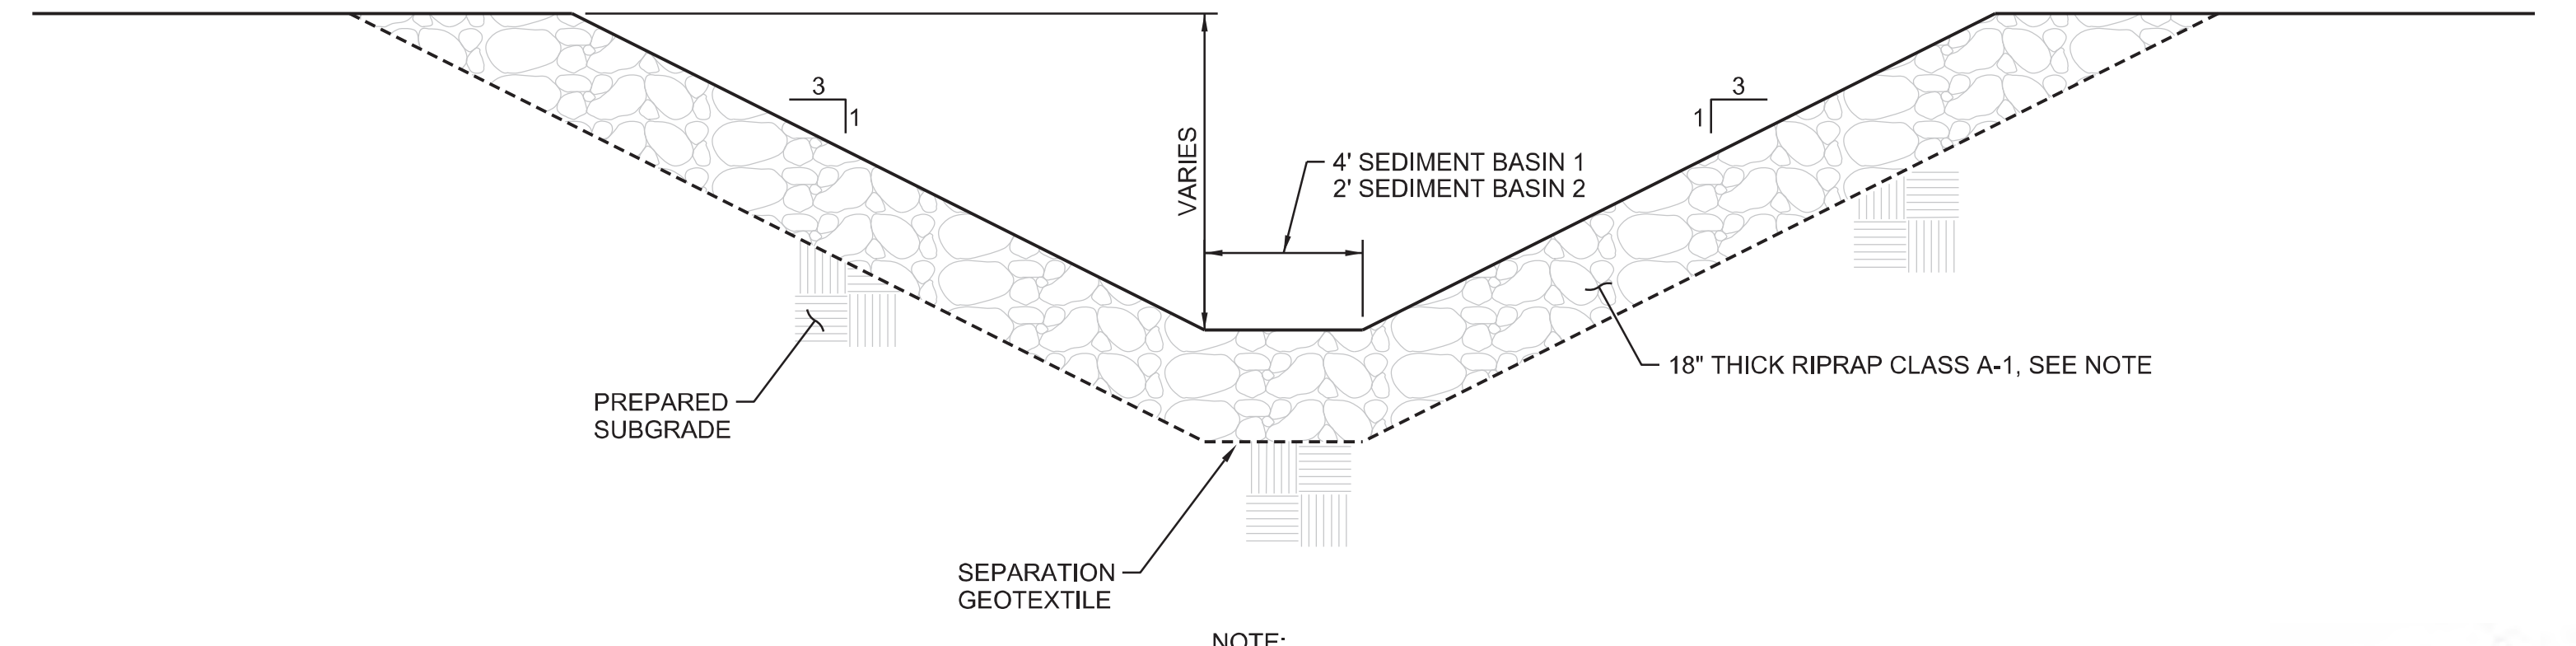 3
1
VARIES
4' SEDIMENT BASIN 1
2' SEDIMENT BASIN 2
3
1
18" THICK RIPRAP CLASS A-1, SEE NOTE
PREPARED
SUBGRADE
SEPARATION
GEOTEXTILE
NOTE: